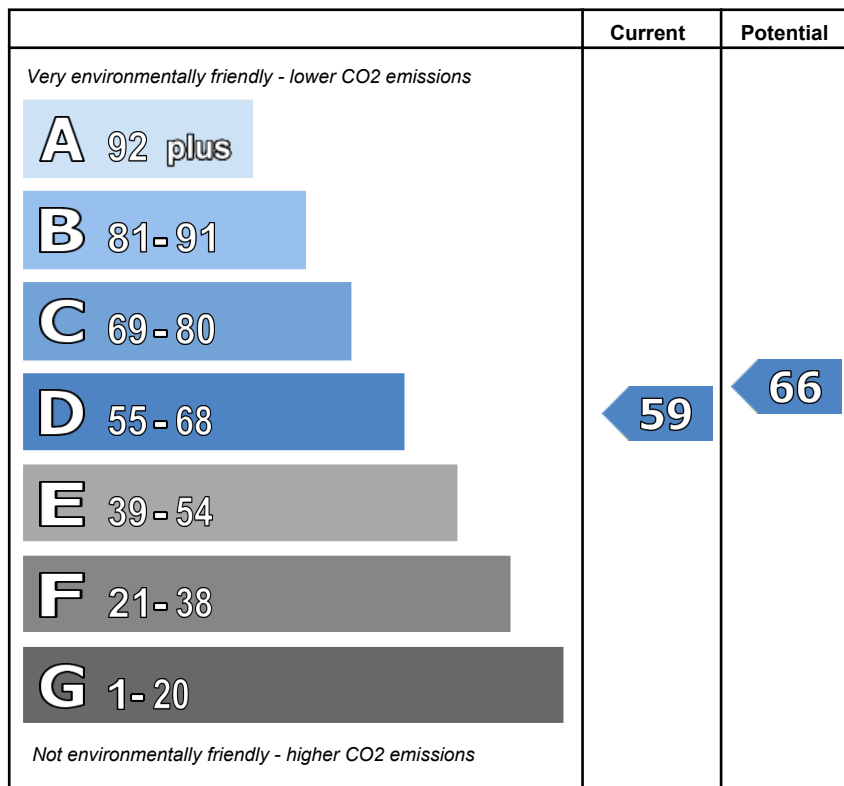 Current Potential
Very environmentally friendly - lower CO2 emissions
A 92 plus
B 81-91
C 69-80
D 55-68
59
66
E 39-54
F 21-38
G 1-20
Not environmentally friendly - higher CO2 emissions